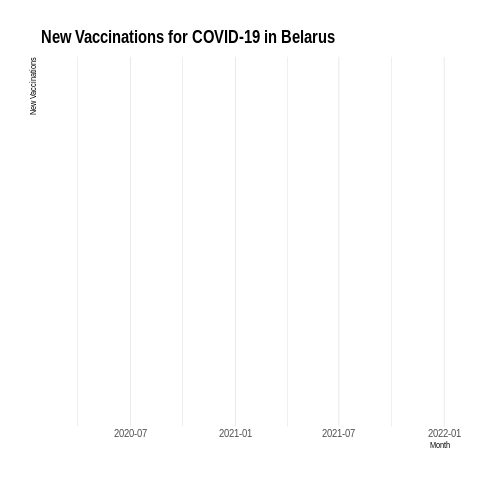 New Vaccinations for COVID-19 in Belarus
New Vaccinations
2020-07
2021-01
2021-07
2022-01
Month